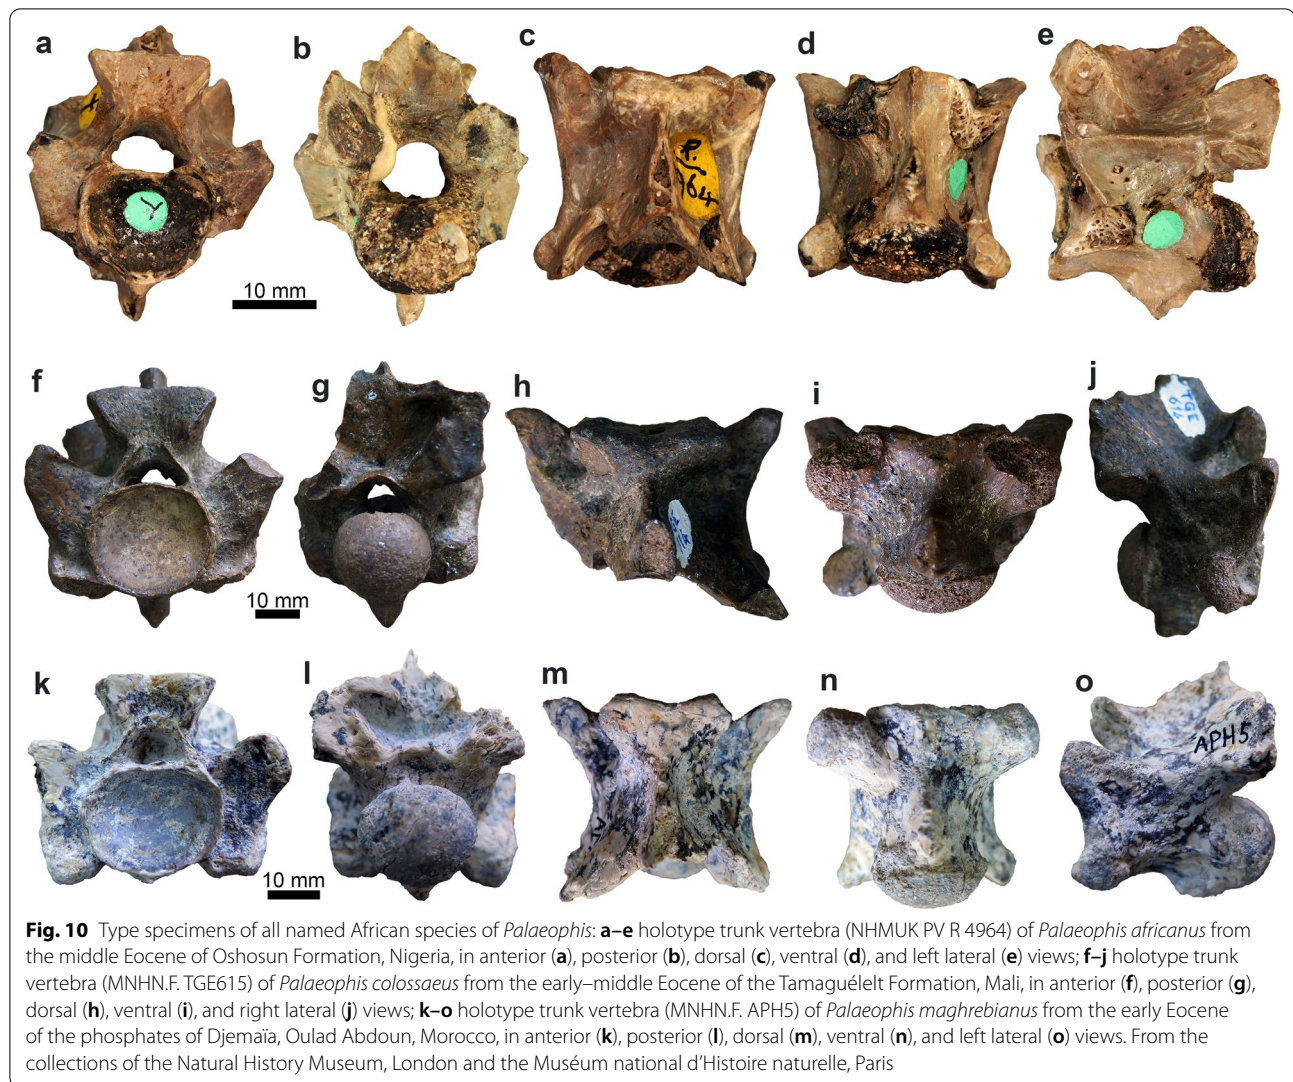 a
b
c
d
e
Y
P.
964
10 mm
f
g
h
i
j
TGE
10 mm
k
l
m
n
o
APH5
10 mm
Fig. 10 Type specimens of all named African species of Palaeophis: a–e holotype trunk vertebra (NHMUK PV R 4964) of Palaeophis africanus from
the middle Eocene of Oshosun Formation, Nigeria, in anterior (a), posterior (b), dorsal (c), ventral (d), and left lateral (e) views; f–j holotype trunk
vertebra (MNHN.F. TGE615) of Palaeophis colossaeus from the early–middle Eocene of the Tamaguélelt Formation, Mali, in anterior (f), posterior (g),
dorsal (h), ventral (i), and right lateral (j) views; k–o holotype trunk vertebra (MNHN.F. APH5) of Palaeophis maghrebianus from the early Eocene
of the phosphates of Djemaïa, Oulad Abdoun, Morocco, in anterior (k), posterior (l), dorsal (m), ventral (n), and left lateral (o) views. From the
collections of the Natural History Museum, London and the Muséum national d’Histoire naturelle, Paris